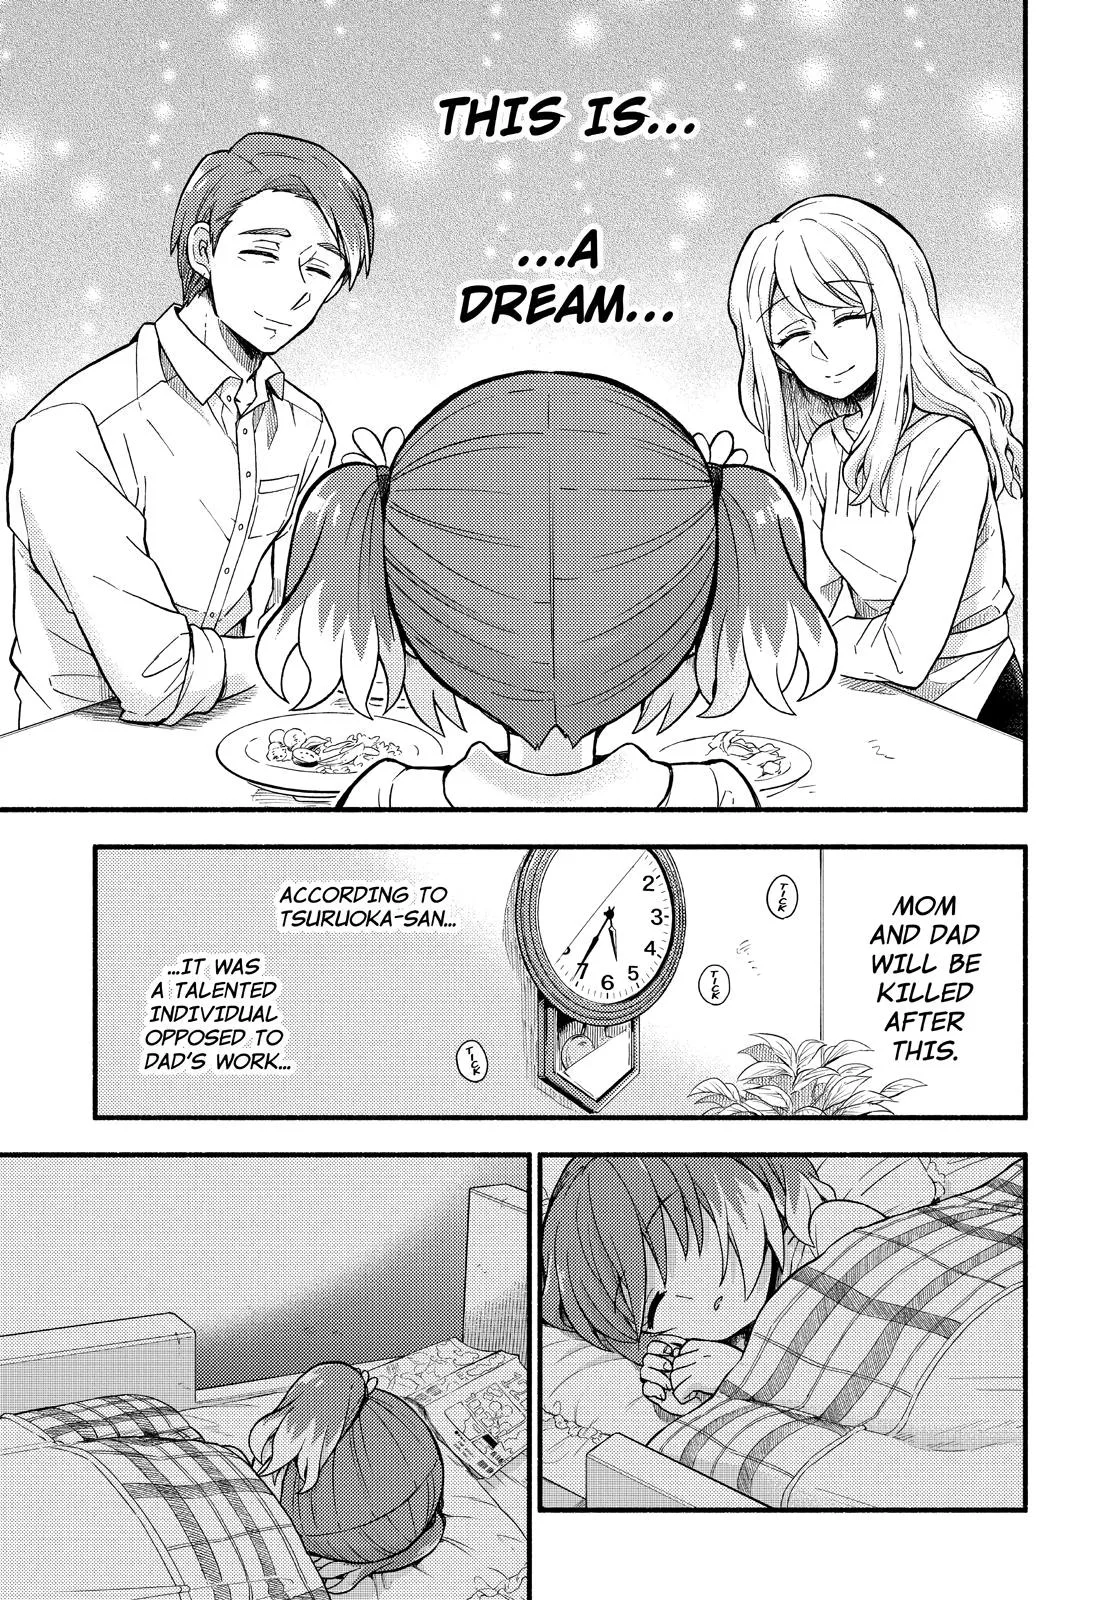 THIS IS...
...A
DREAM...
MOM
AND DAD
WILL BE
KILLED
AFTER
THIS.
TICK
TICK
TICK
2
3
4
5
6
7
ACCORDING TO
TSURUOKA-SAN...
...IT WAS
A TALENTED
INDIVIDUAL
OPPOSED TO
DAD'S WORK...